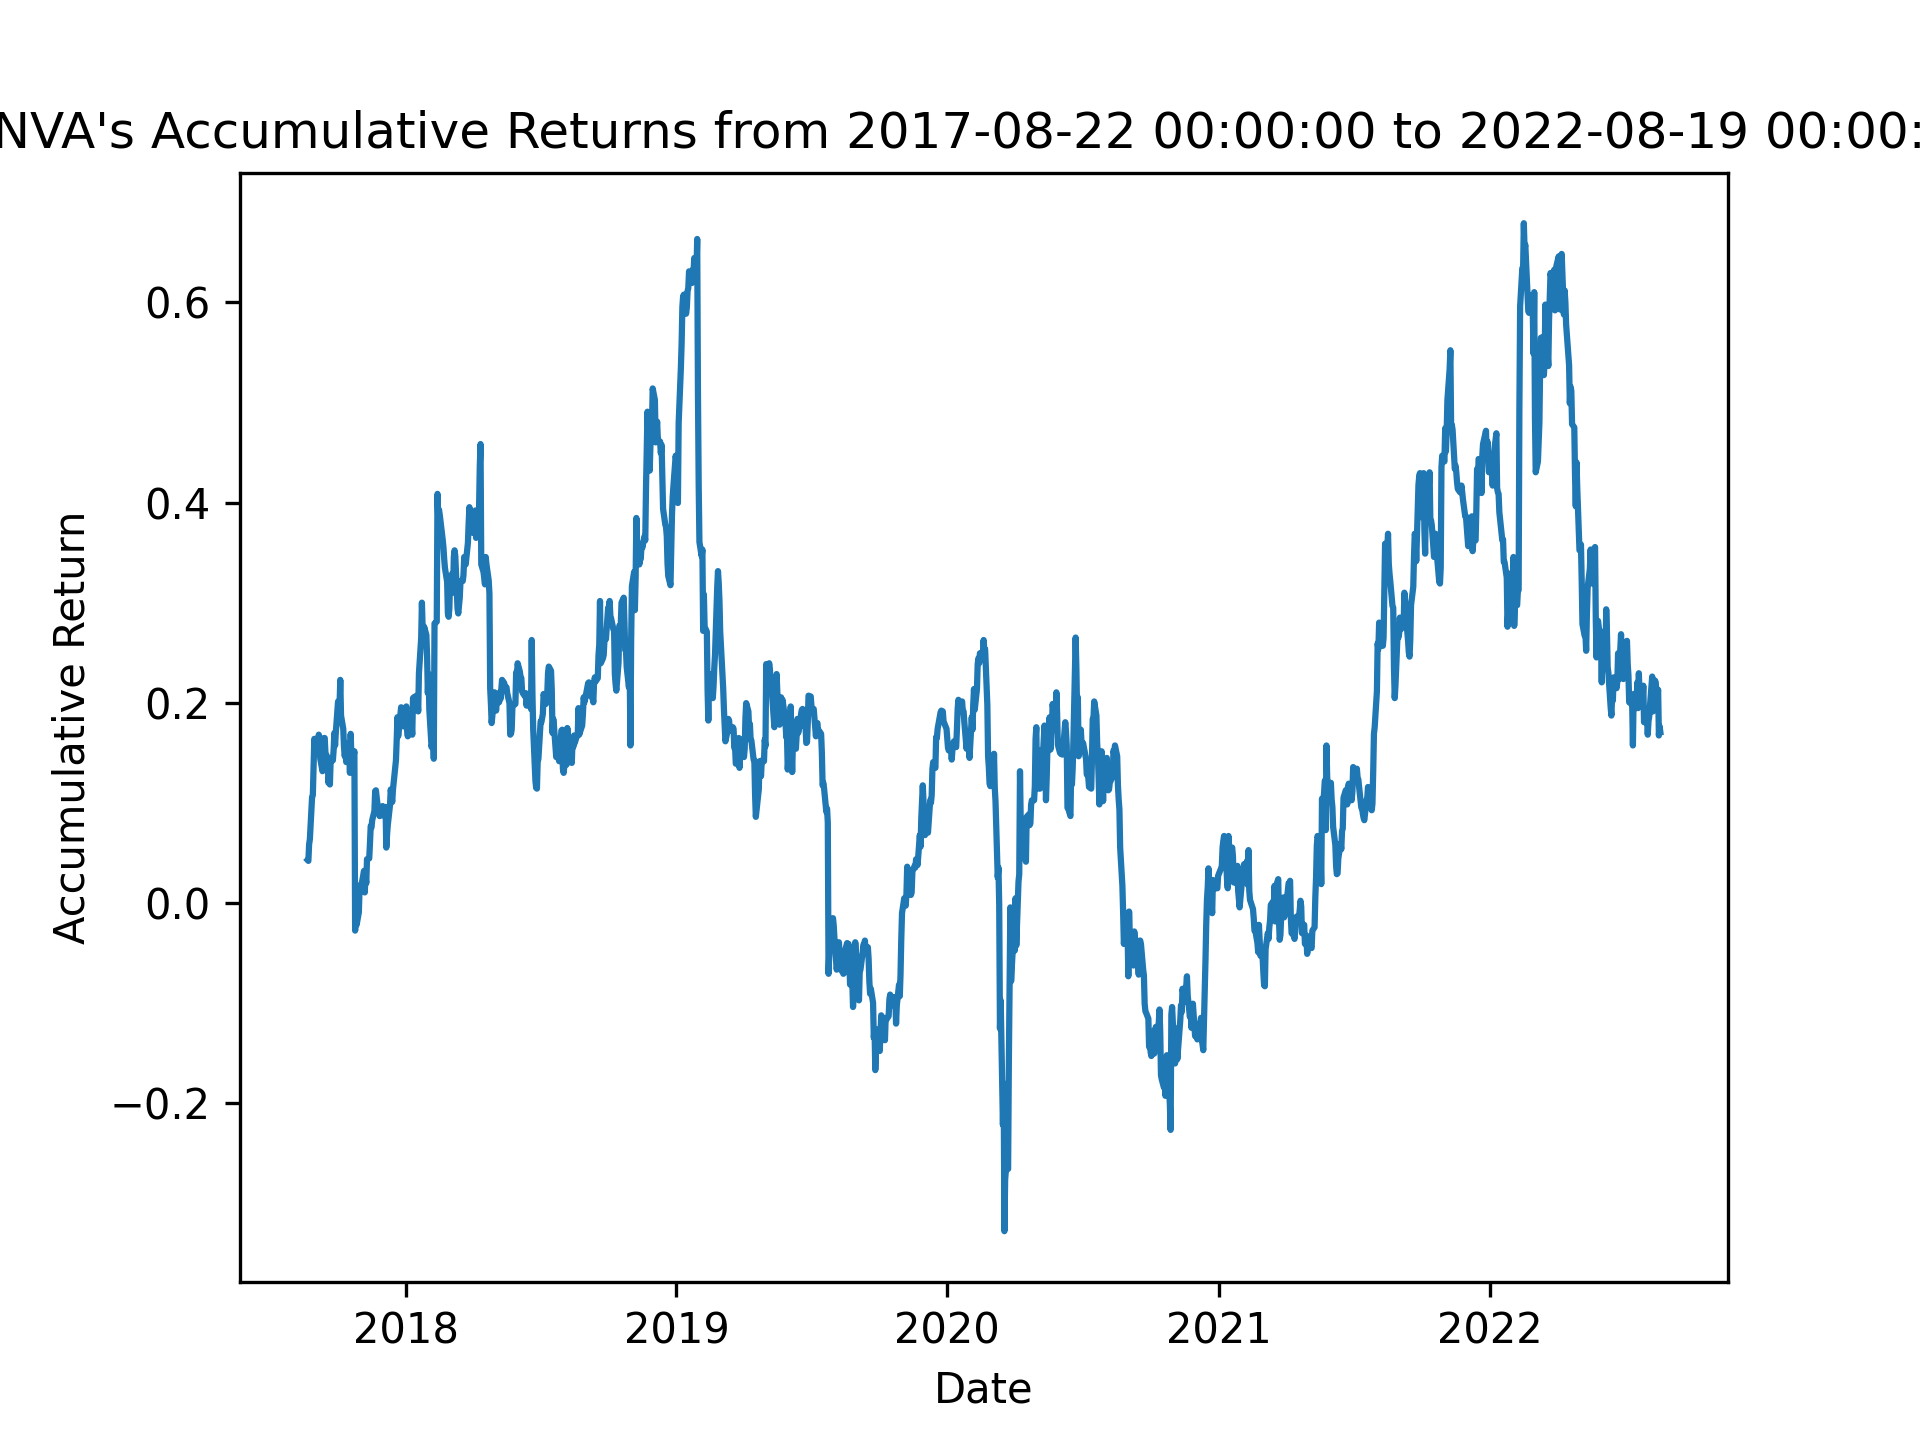 NVA's Accumulative Returns from 2017-08-22 00:00:00 to 2022-08-19 00:00:
0.6
0.4
0.2
0.0
−0.2
Accumulative Return
2018 2019 2020 2021 2022
Date